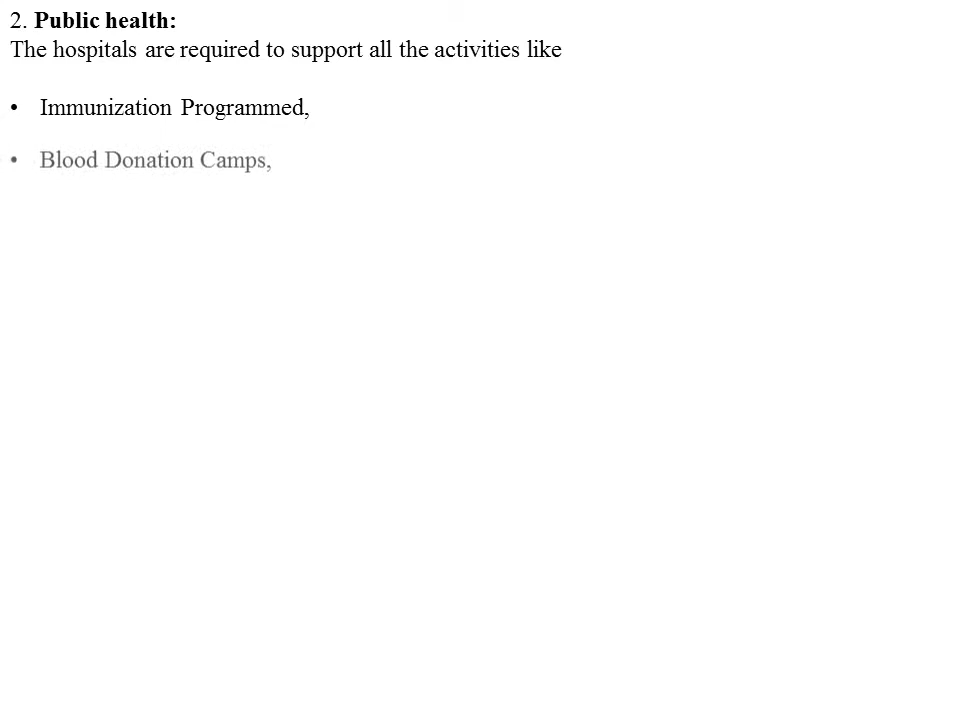 2. Public health:
The hospitals are required to support all the activities like
• Immunization Programmed,
• Blood Donation Camps,